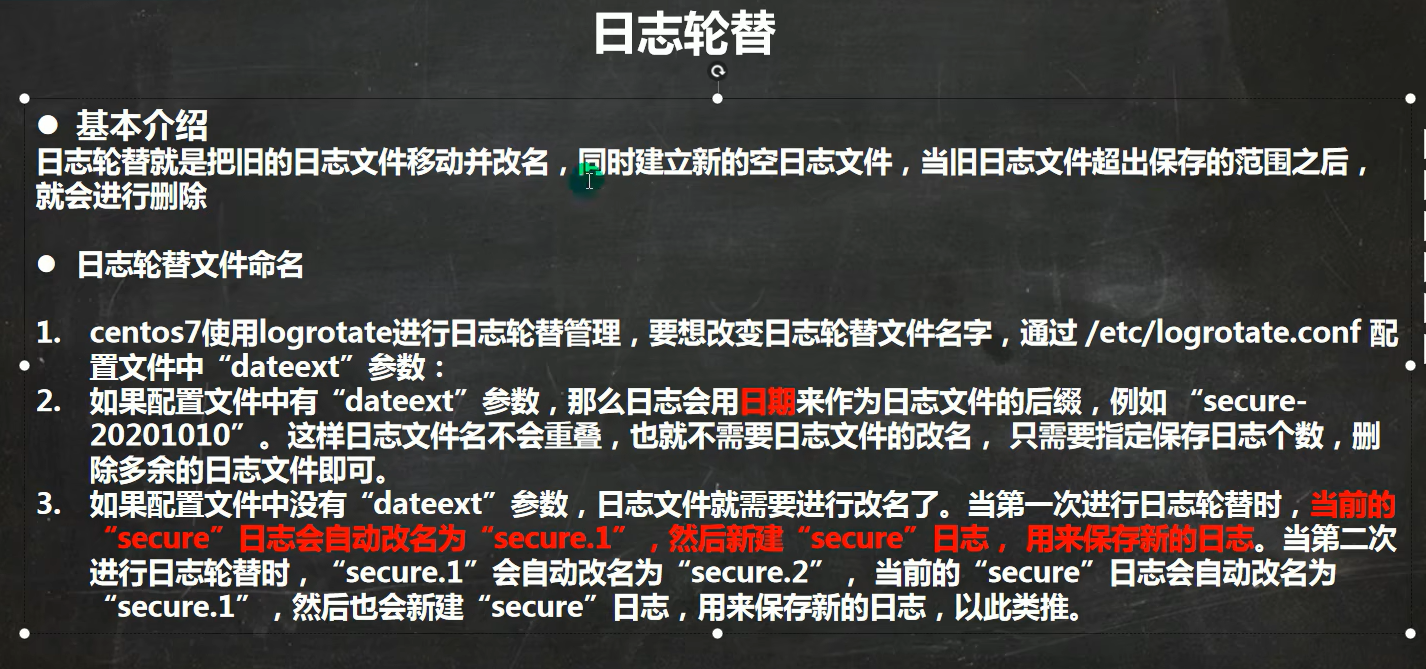 日志轮替
● 基本介绍
日志轮替就是把旧的日志文件移动并改名，同时建立新的空日志文件，当旧日志文件超出保存的范围之后，
就会进行删除
● 日志轮替文件命名
1. centos7使用logrotate进行日志轮替管理，要想改变日志轮替文件名字，通过 /etc/logrotate.conf 配
置文件中“dateext”参数：
2. 如果配置文件中有“dateext”参数，那么日志会用日期来作为日志文件的后缀，例如 “secure-
20201010”。这样日志文件名不会重叠，也就不需要日志文件的改名， 只需要指定保存日志个数，删
除多余的日志文件即可。
3. 如果配置文件中没有“dateext”参数，日志文件就需要进行改名了。当第一次进行日志轮替时，当前的
“secure”日志会自动改名为“secure.1”，然后新建“secure”日志， 用来保存新的日志。当第二次
进行日志轮替时，“secure.1”会自动改名为“secure.2”， 当前的“secure”日志会自动改名为
“secure.1”，然后也会新建“secure”日志，用来保存新的日志，以此类推。